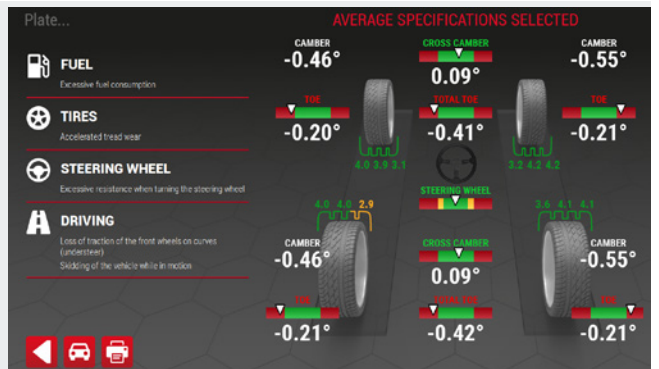 Plate...
AVERAGE SPECIFICATIONS SELECTED
FUEL
Excessive fuel consumption
TIRES
Accelerated tread wear
STEERING WHEEL
Excessive resistance when turning the steering wheel
DRIVING
Loss of traction of the front wheels on curves
(understeer)
Skidding of the vehicle while in motion
CAMBER
-0.46°
CROSS CAMBER
0.09°
CAMBER
-0.55°
TOE
-0.20°
TOTAL TOE
-0.41°
TOE
-0.21°
4.0 3.9 3.1
3.2 4.2 4.2
STEERING WHEEL
4.0 4.0 2.9
3.6 4.1 4.1
CAMBER
-0.46°
CROSS CAMBER
0.09°
CAMBER
-0.55°
TOE
-0.21°
TOTAL TOE
-0.42°
TOE
-0.21°